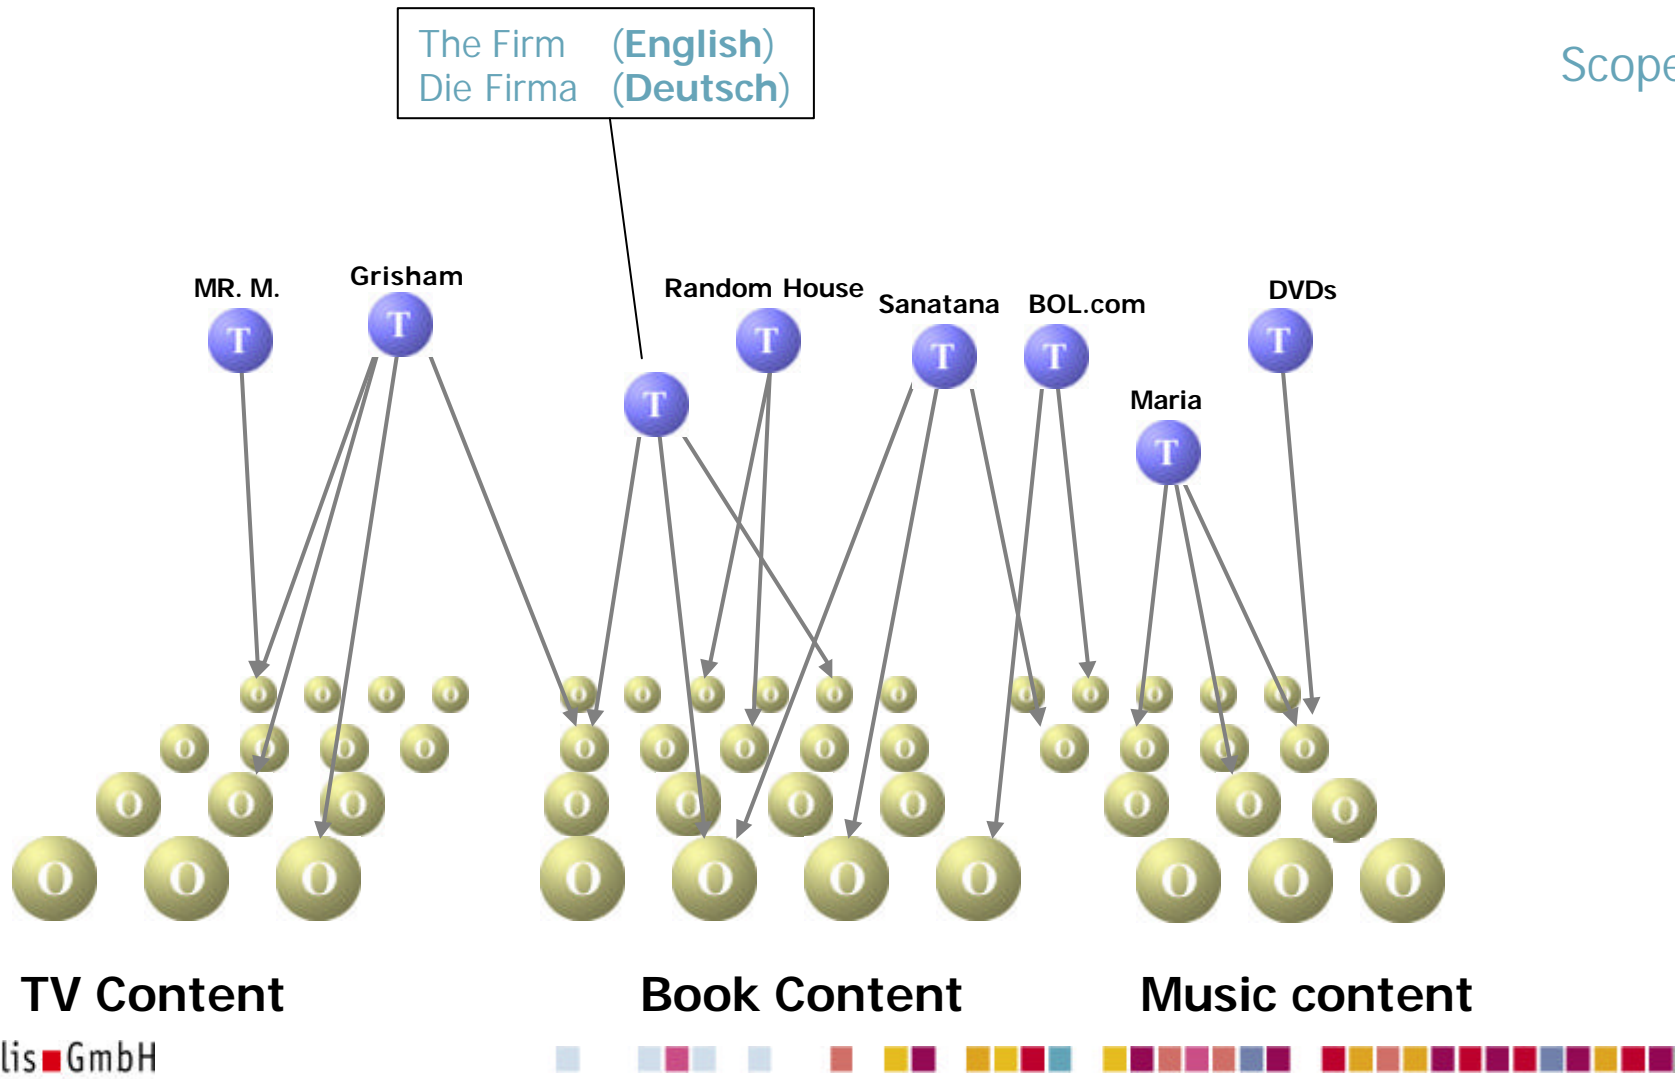 The Firm (English)
Die Firma (Deutsch)
Scope
MR. M.
Grisham
Random House
Sanatana
BOL.com
DVDs
Maria
T T T T T T T T
O O O O O O O O O O O O O O O
O O O O O O O O O O O O O
O O O O O O O O O O
O O O O O O O O O O
TV Content
Book Content
Music content
lis GmbH